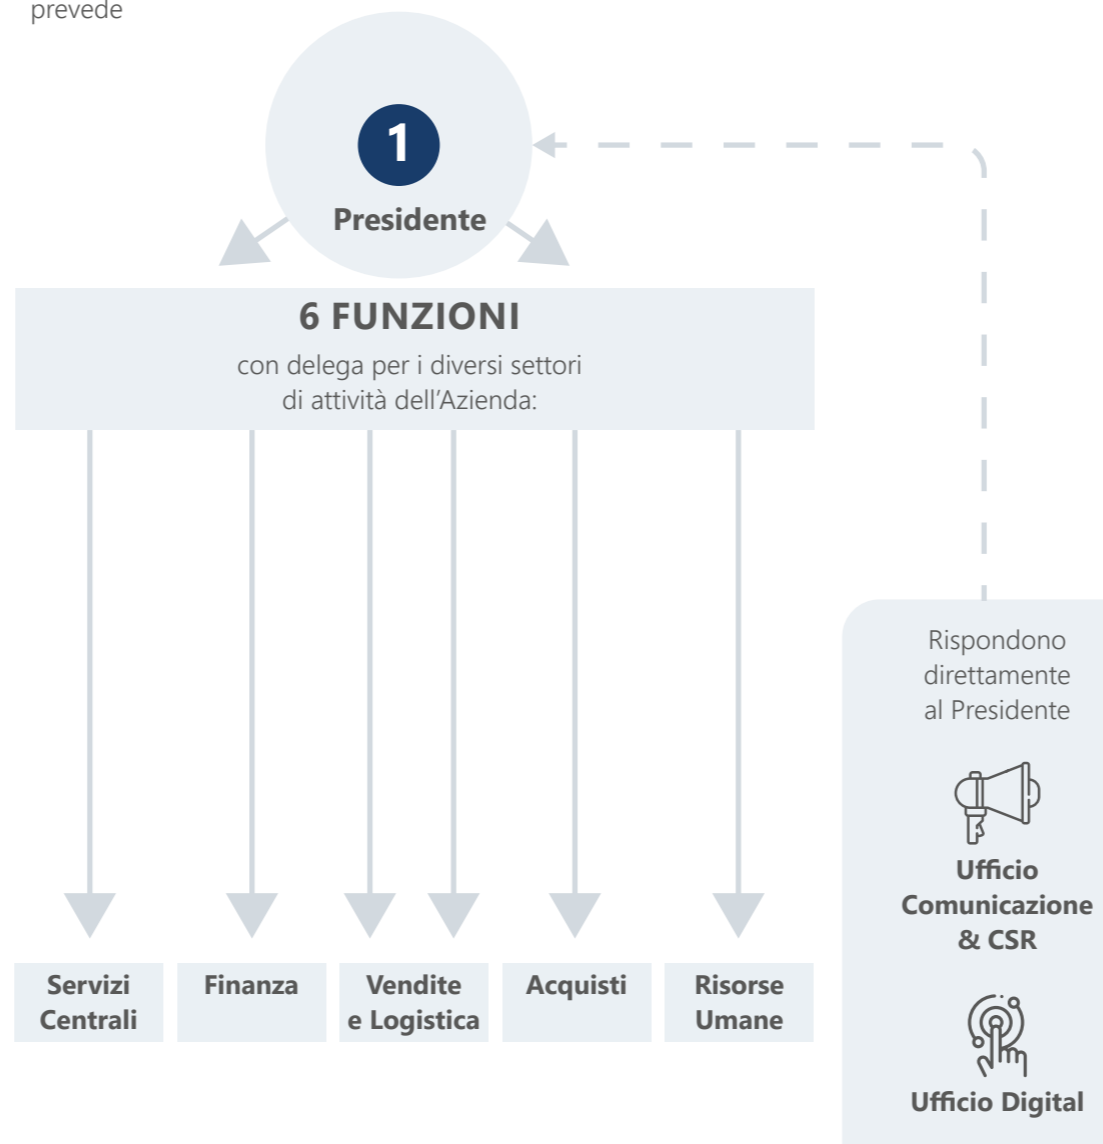 prevede
1
Presidente
6 FUNZIONI
con delega per i diversi settori
di attività dell’Azienda:
Servizi
Centrali
Finanza
Vendite
e Logistica
Acquisti
Risorse
Umane
Rispondono
direttamente
al Presidente
Ufficio
Comunicazione
& CSR
Ufficio Digital